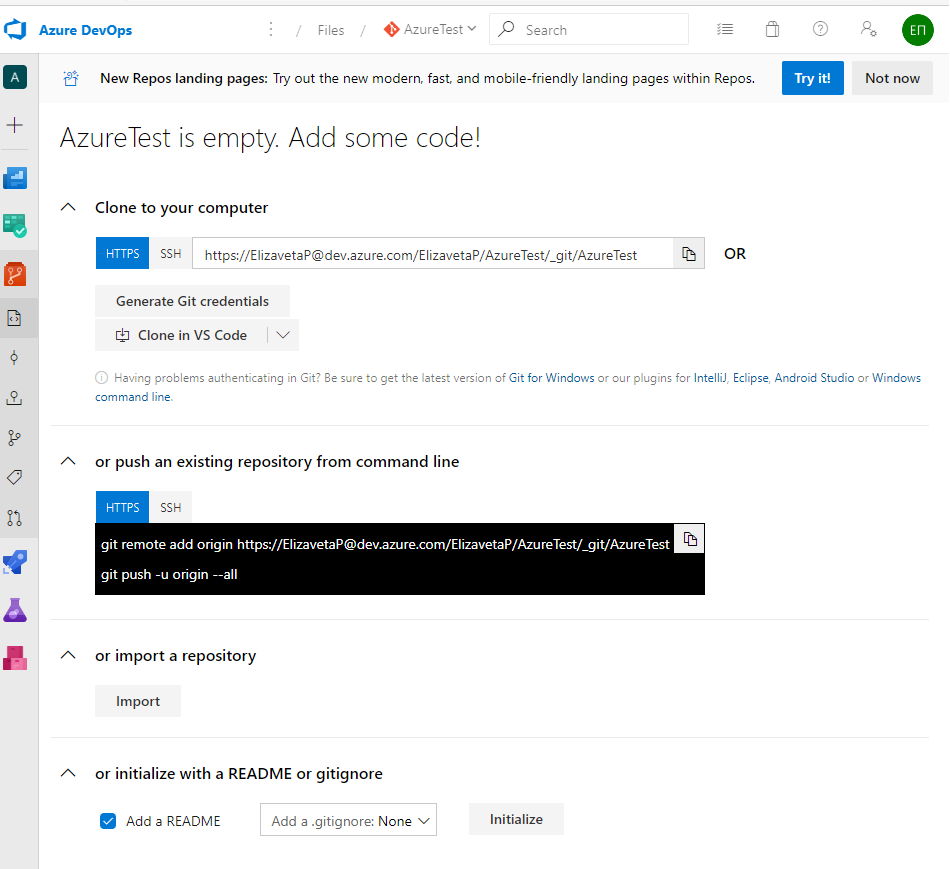 Azure DevOps / Files / AzureTest Search ЕП
A New Repos landing pages: Try out the new modern, fast, and mobile-friendly landing pages within Repos. Try it! Not now
AzureTest is empty. Add some code!
Clone to your computer
HTTPS SSH https://ElizavetaP@dev.azure.com/ElizavetaP/AzureTest/_git/AzureTest OR
Generate Git credentials
Clone in VS Code
Having problems authenticating in Git? Be sure to get the latest version of Git for Windows or our plugins for IntelliJ, Eclipse, Android Studio or Windows
command line.
or push an existing repository from command line
HTTPS SSH
git remote add origin https://ElizavetaP@dev.azure.com/ElizavetaP/AzureTest/_git/AzureTest
git push -u origin --all
or import a repository
Import
or initialize with a README or gitignore
Add a README Add a .gitignore: None Initialize